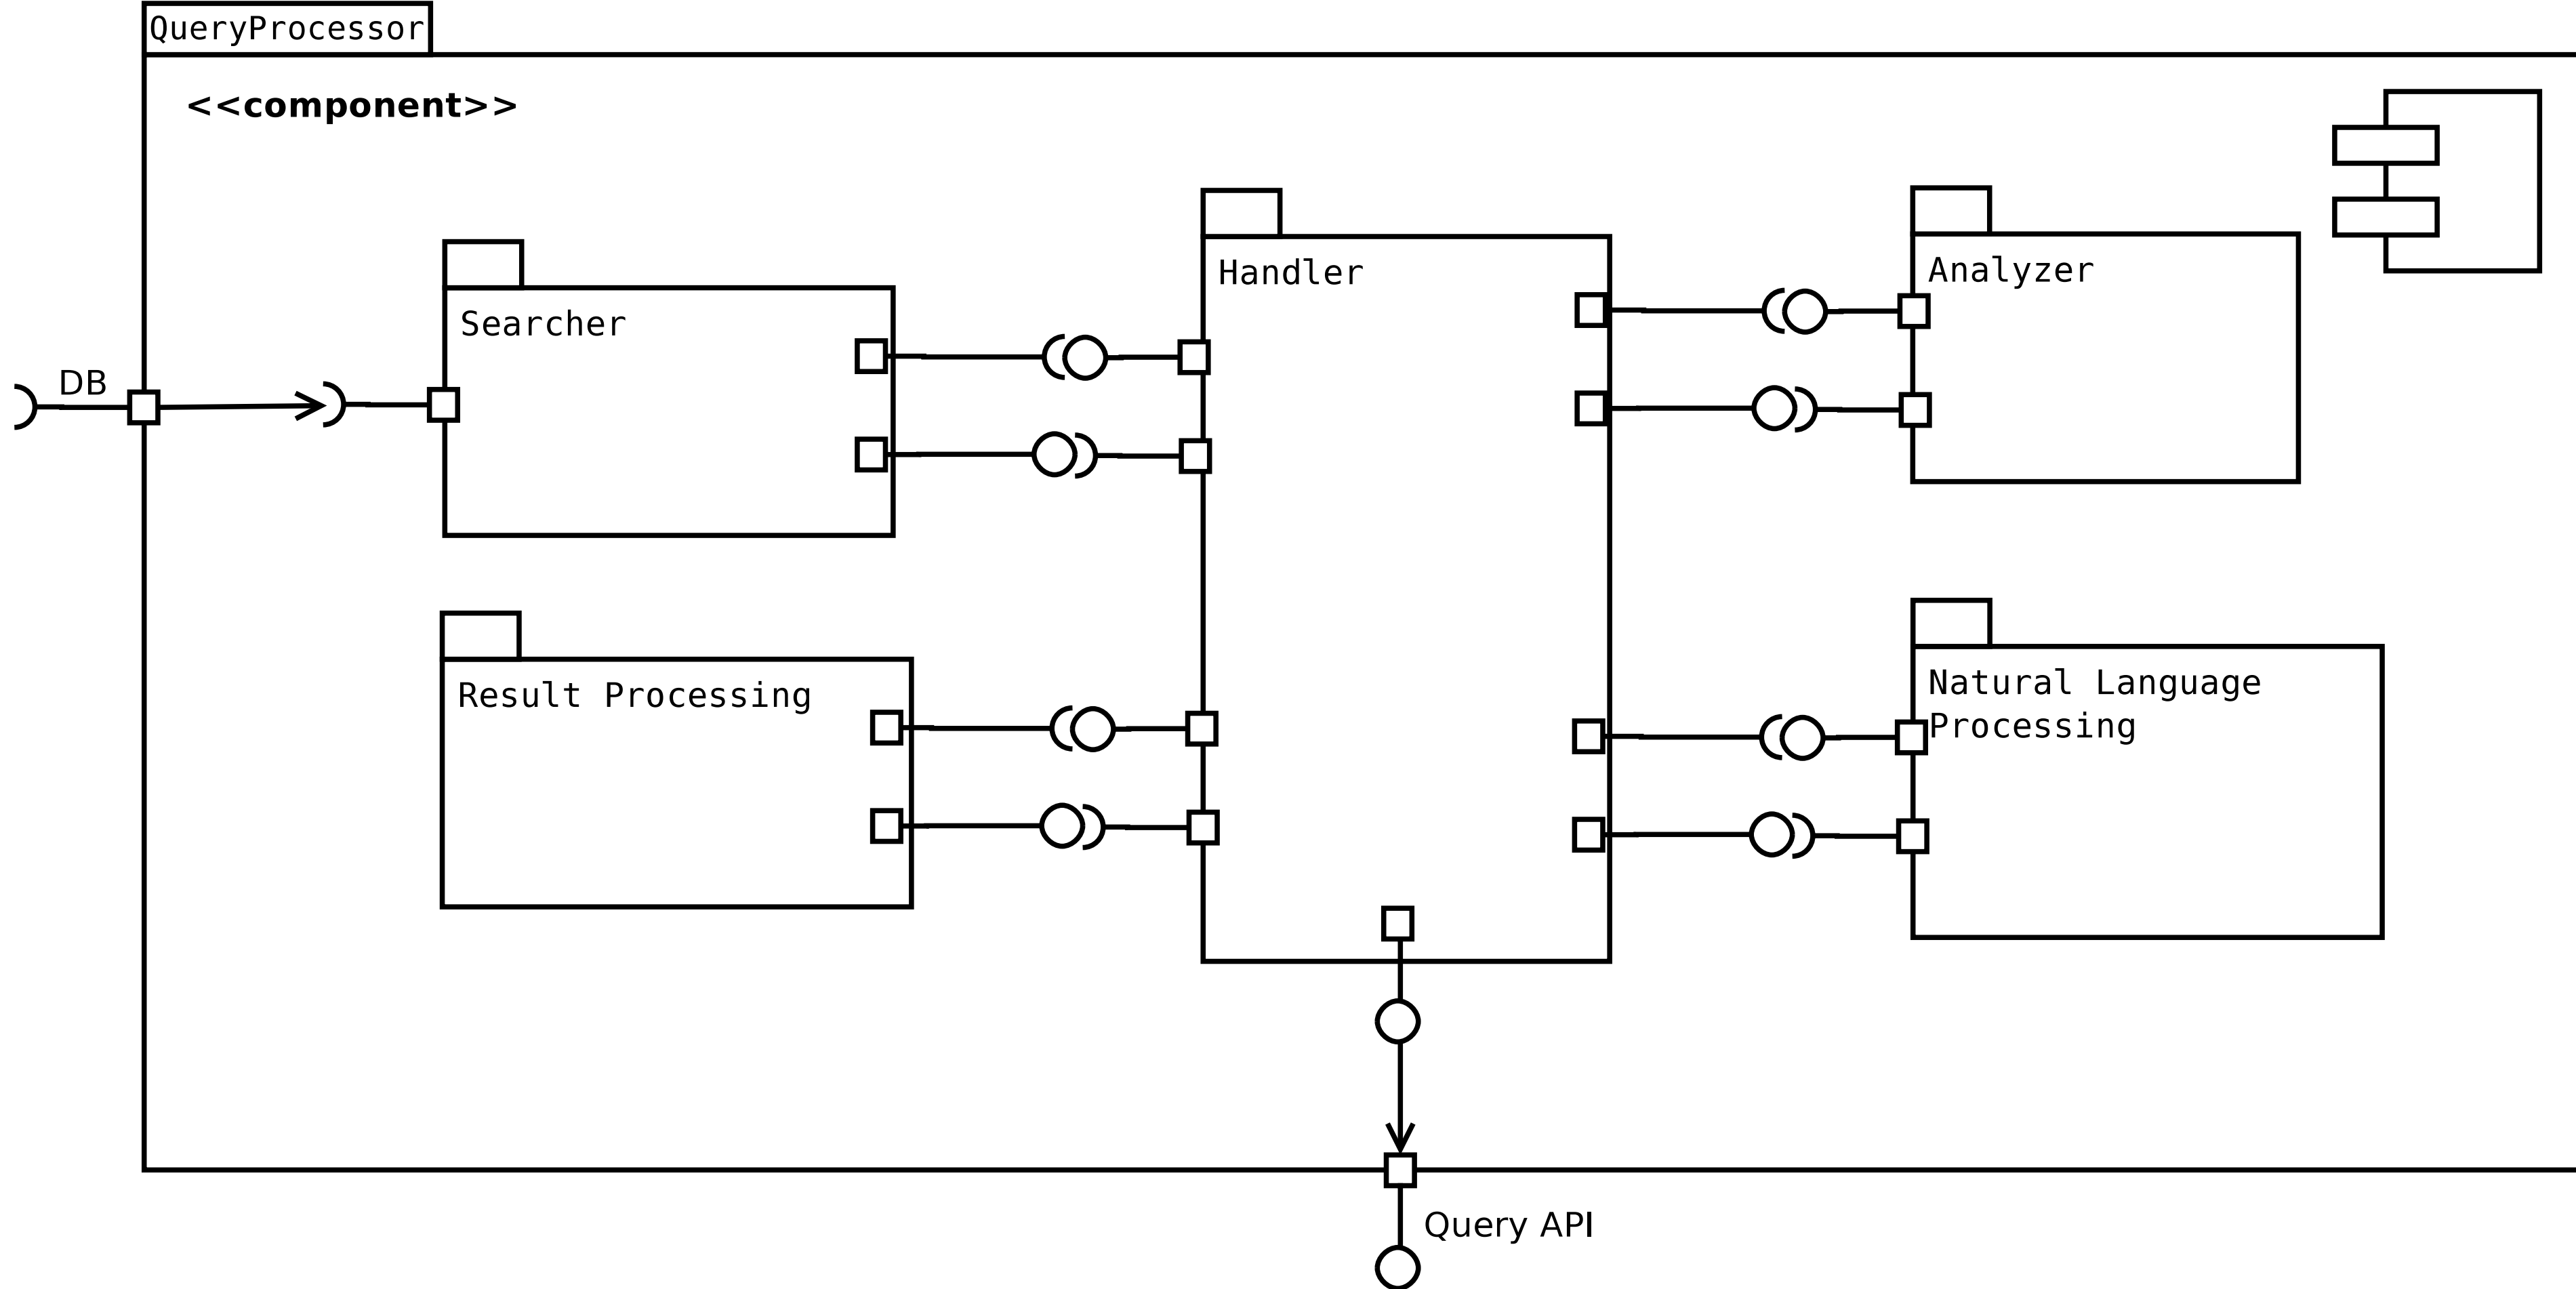 QueryProcessor
<<component>>
Handler
Analyzer
Searcher
DB
Result Processing
Natural Language
Processing
Query API